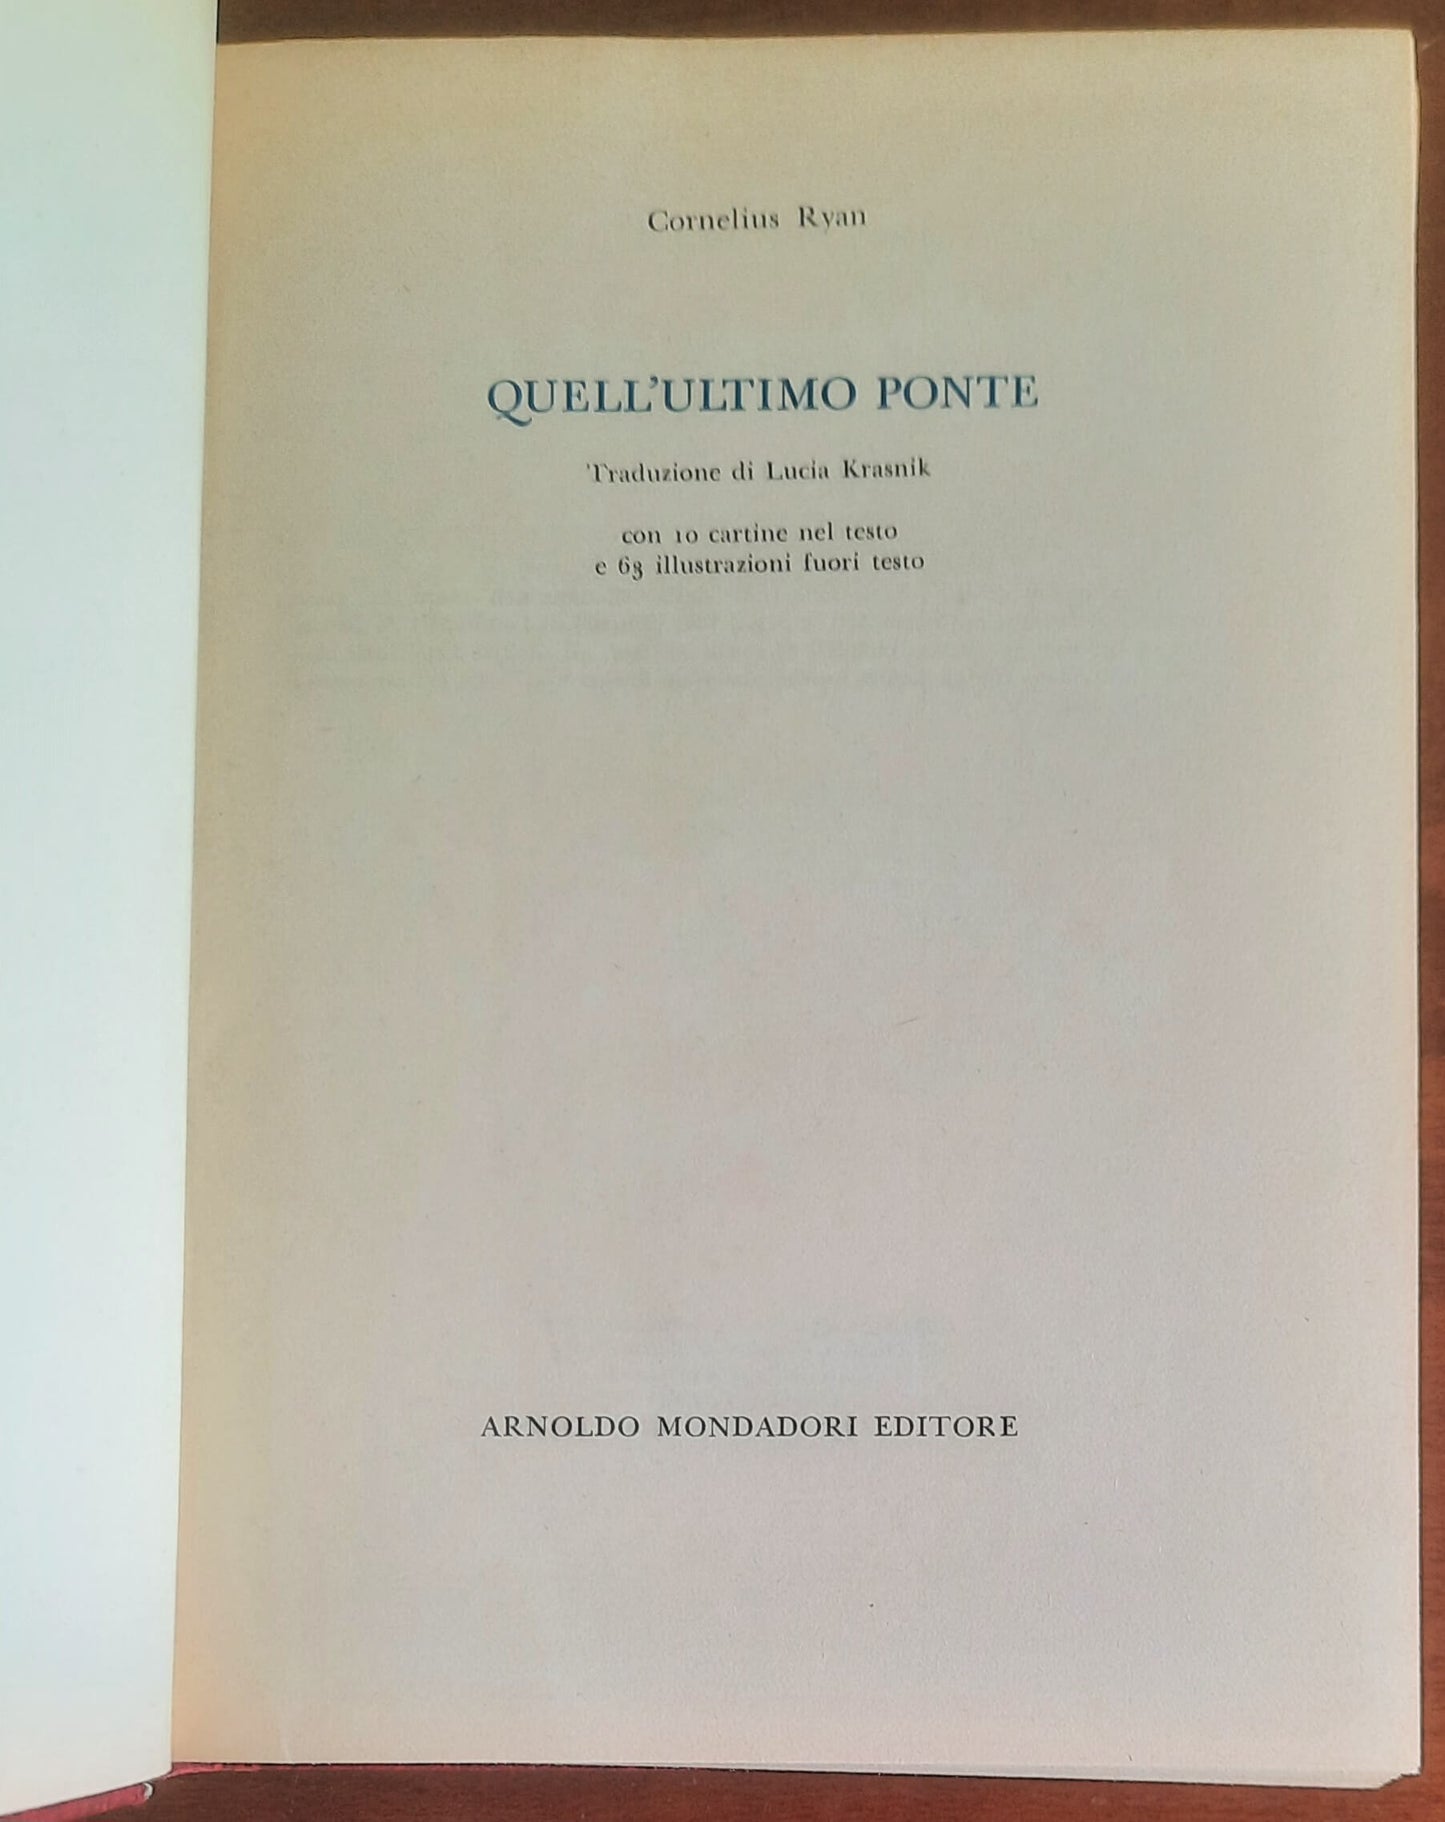 Cornelius Ryan
QUELL'ULTIMO PONTE
Traduzione di Lucia Krasnik
con 10 cartine nel testo
e 63 illustrazioni fuori testo
ARNOLDO MONDADORI EDITORE